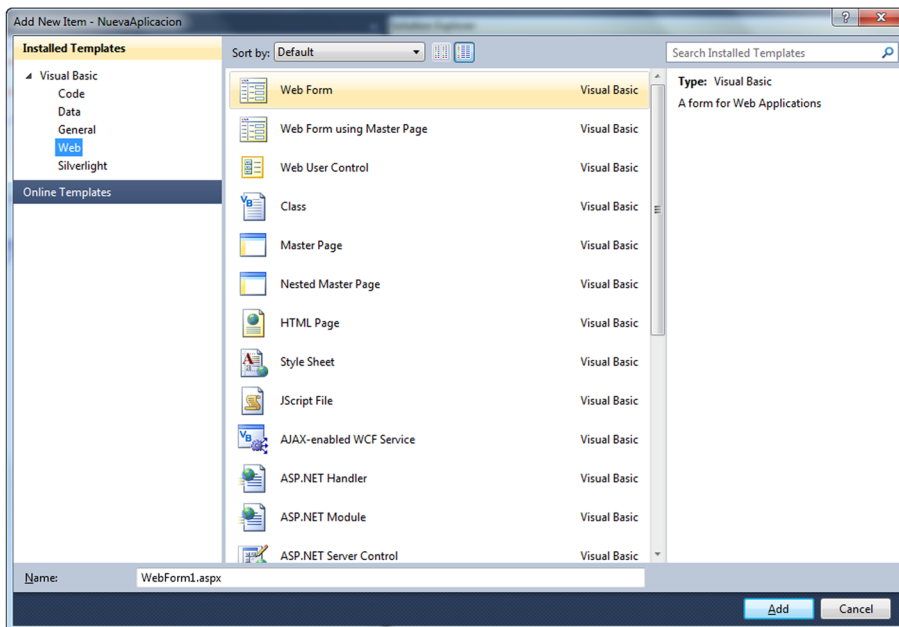 Add New Item - NuevaAplicacion
Installed Templates
Visual Basic
Code
Data
General
Web
Silverlight
Online Templates
Sort by: Default
Search Installed Templates
Web Form Visual Basic
Web Form using Master Page Visual Basic
Web User Control Visual Basic
Class Visual Basic
Master Page Visual Basic
Nested Master Page Visual Basic
HTML Page Visual Basic
Style Sheet Visual Basic
JScript File Visual Basic
AJAX-enabled WCF Service Visual Basic
ASP.NET Handler Visual Basic
ASP.NET Module Visual Basic
ASP.NET Server Control Visual Basic
Type: Visual Basic
A form for Web Applications
Name: WebForm1.aspx
Add Cancel